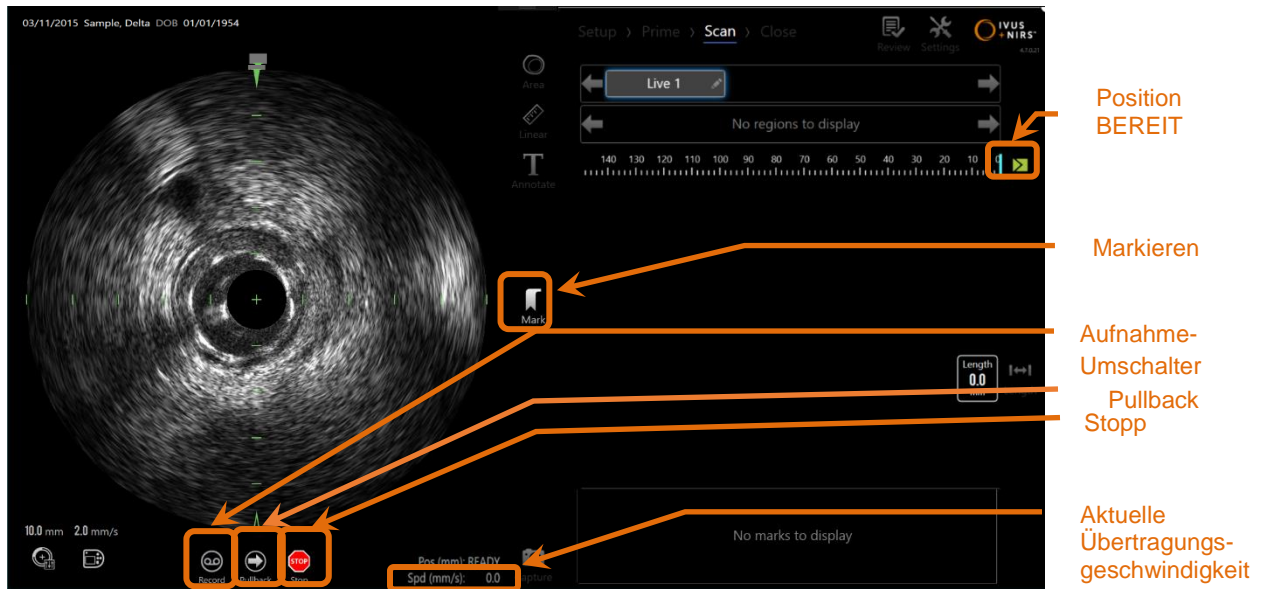 03/11/2015 Sample, Delta DOB 01/01/1954
Setup > Prime > Scan > Close
Review
Settings
IVUS
+NIRS™
Area
Linear
Annotate
Live 1
No regions to display
140 130 120 110 100 90 80 70 60 50 40 30 20 10 0
Mark
Length
0.0
mm
No marks to display
10.0 mm 2.0 mm/s
Record
Pullback
STOP
Stop
Pos (mm): READY
Spd (mm/s): 0.0
Position
BEREIT
Markieren
Aufnahme-
Umschalter
Pullback
Stopp
Aktuelle
Übertragungs-
geschwindigkeit